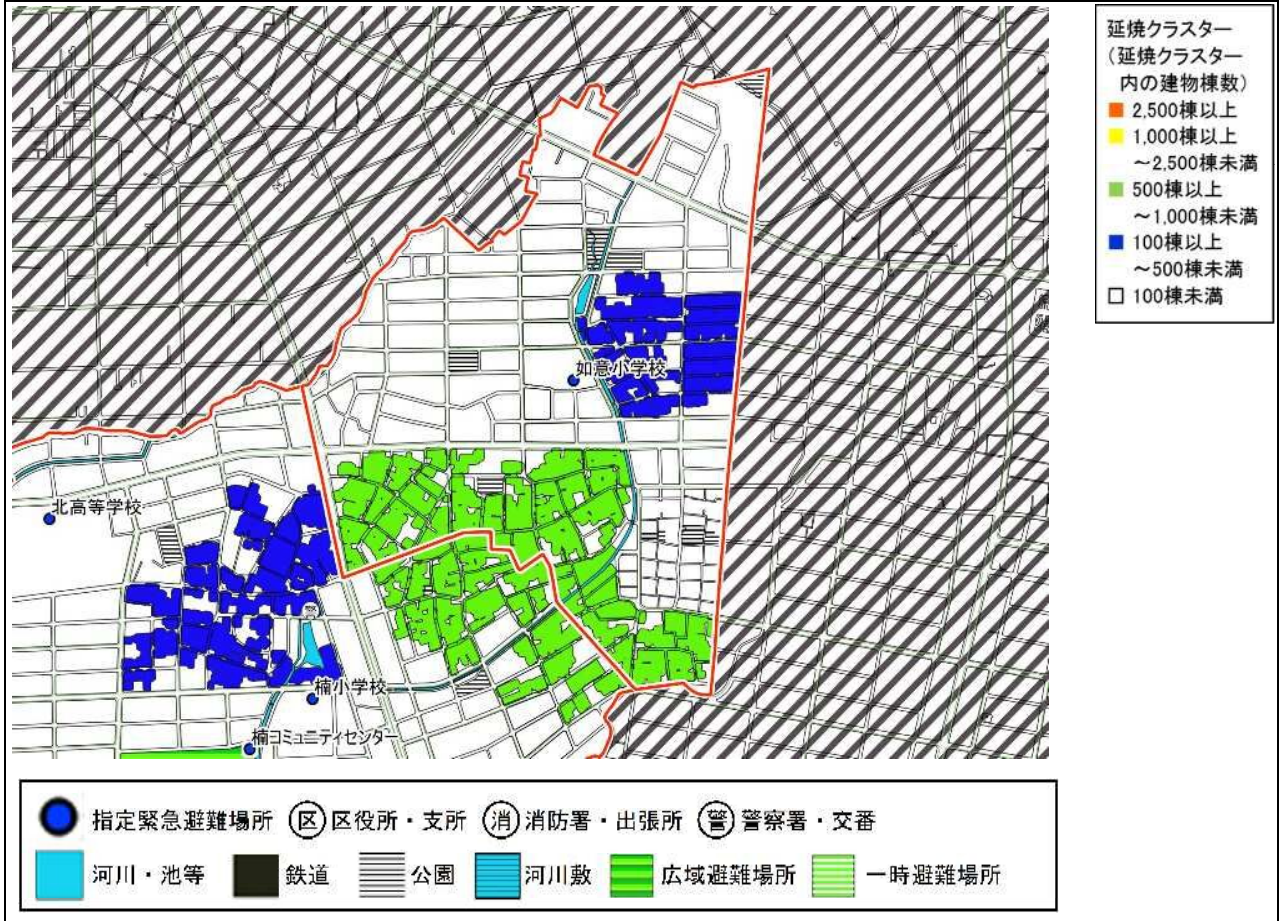 延焼クラスター
(延焼クラスター
内の建物棟数)
2,500棟以上
1,000棟以上
~2,500棟未満
500棟以上
~1,000棟未満
100棟以上
~500棟未満
100棟未満
如意小学校
北高等学校
楠小学校
楠コミュニティセンター
指定緊急避難場所 区 区役所・支所 消 消防署・出張所 警 警察署・交番
河川・池等 鉄道 公園 河川敷 広域避難場所 一時避難場所